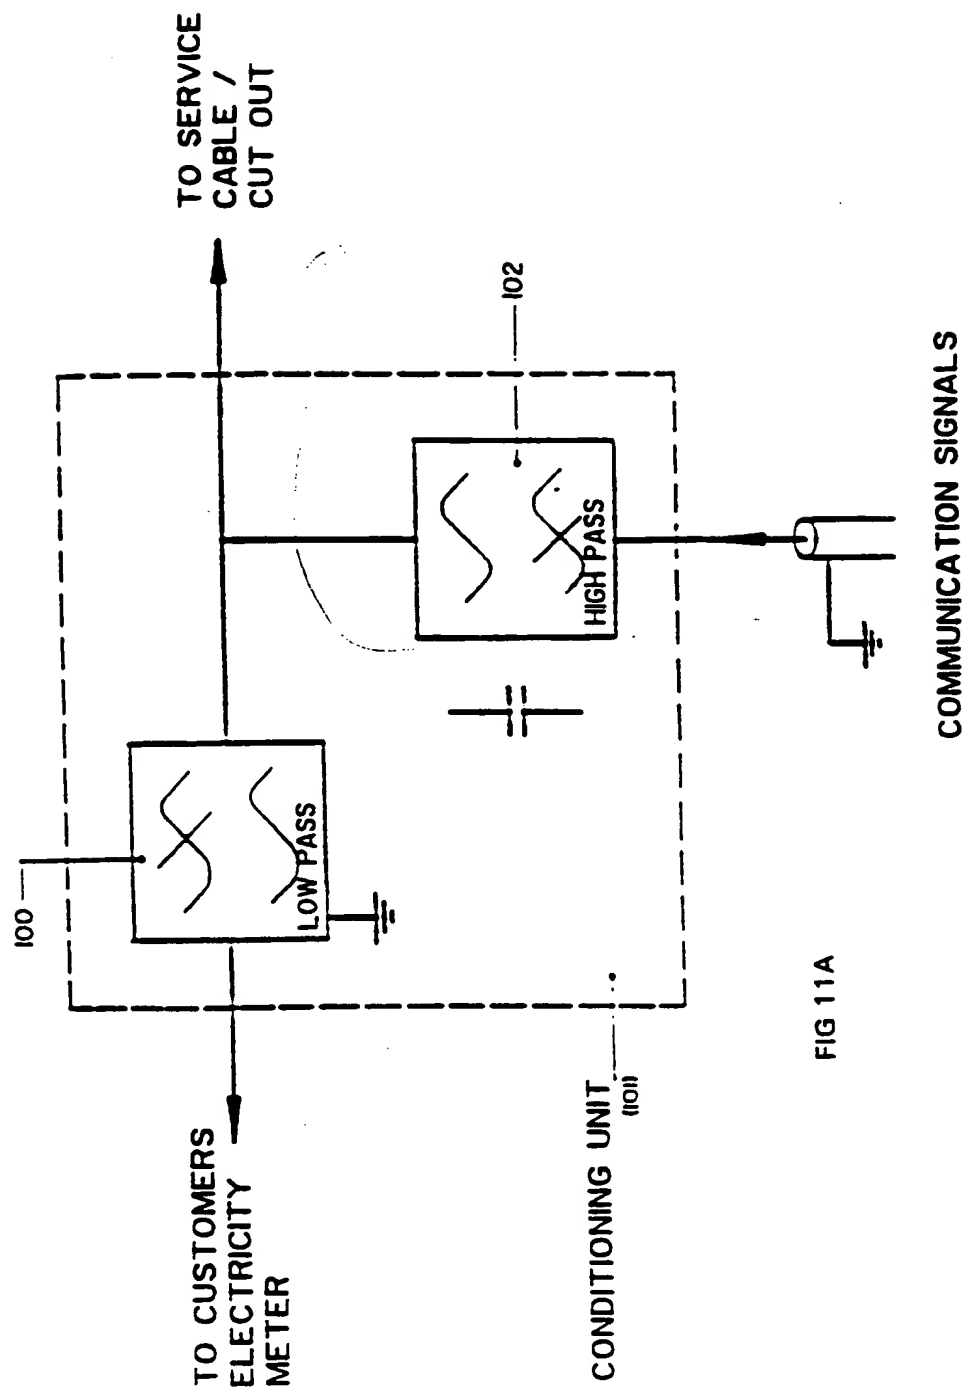 100
TO SERVICE
CABLE /
CUT OUT
LOW PASS
102
HIGH PASS
TO CUSTOMERS
ELECTRICITY
METER
CONDITIONING UNIT
(101)
FIG 11A
COMMUNICATION SIGNALS